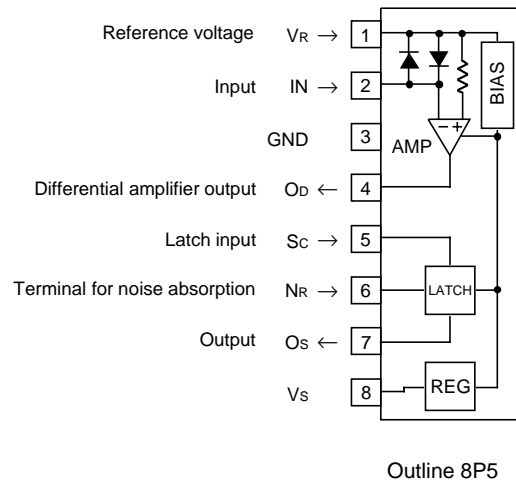 Reference voltage VR → 1
Input IN → 2
GND 3
Differential amplifier output OD ← 4
Latch input SC → 5
Terminal for noise absorption NR → 6
Output OS ← 7
VS 8
BIAS
− +
AMP
LATCH
REG
Outline 8P5